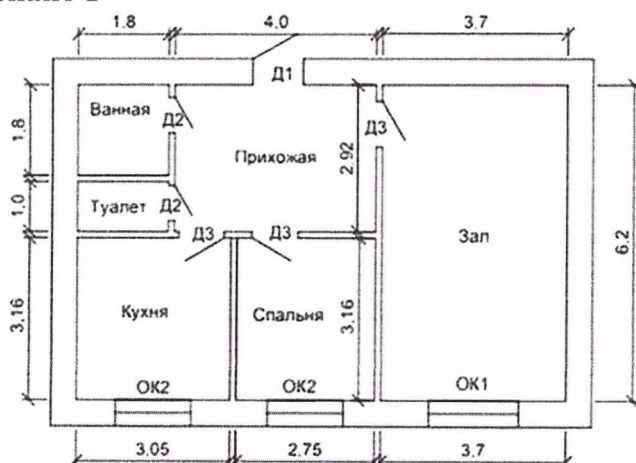 1.8 4.0 3.7
Д1
Ванная
Д2
Д3
1.8
Прихожая
2.92
Туалет Д2
1.0
Д3 Д3
Зал
6.2
Кухня
Спальня
3.16
3.16
ОК2 ОК2 ОК1
3.05 2.75 3.7